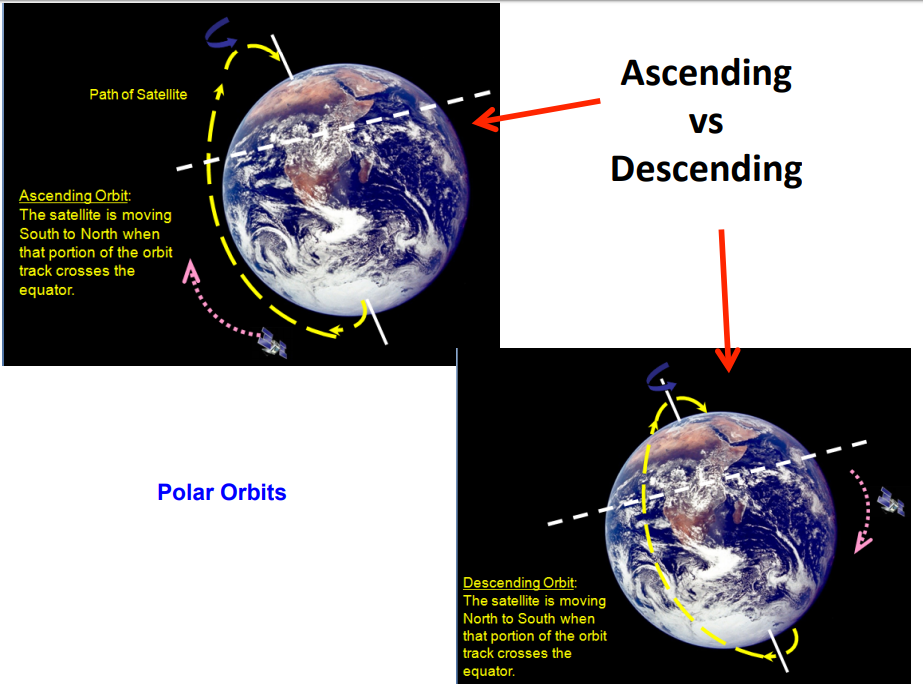 Ascending
vs
Descending
Path of Satellite
Ascending Orbit:
The satellite is moving
South to North when
that portion of the orbit
track crosses the
equator.
Polar Orbits
Descending Orbit:
The satellite is moving
North to South when
that portion of the orbit
track crosses the
equator.